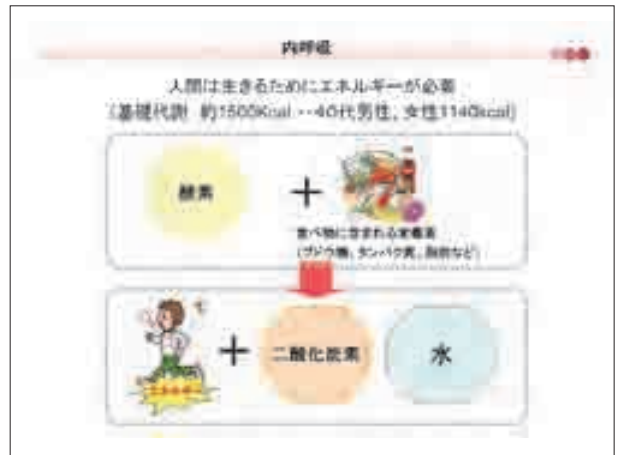 内呼吸
人間は生きるためにエネルギーが必要
(基礎代謝 約1500Kcal ‥40代男性, 女性1140kcal)
酸素
+
食べ物に含まれる栄養素
(ブドウ糖, タンパク質, 脂肪など)
エネルギー
+
二酸化炭素
水